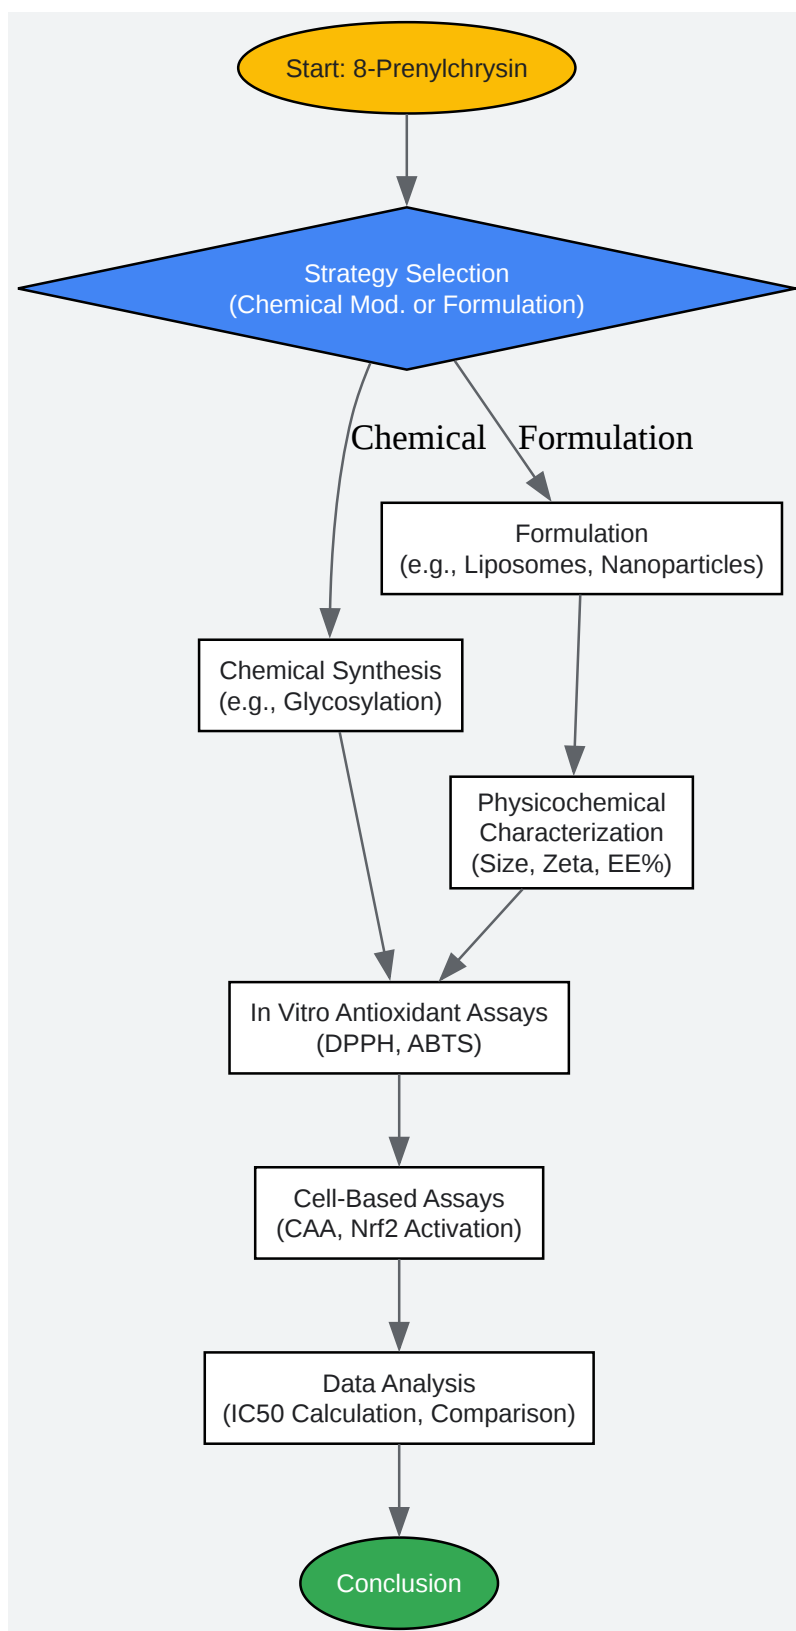 Start: 8-Prenylchrysin
Strategy Selection
(Chemical Mod. or Formulation)
Chemical
Formulation
Formulation
(e.g., Liposomes, Nanoparticles)
Chemical Synthesis
(e.g., Glycosylation)
Physicochemical
Characterization
(Size, Zeta, EE%)
In Vitro Antioxidant Assays
(DPPH, ABTS)
Cell-Based Assays
(CAA, Nrf2 Activation)
Data Analysis
(IC50 Calculation, Comparison)
Conclusion